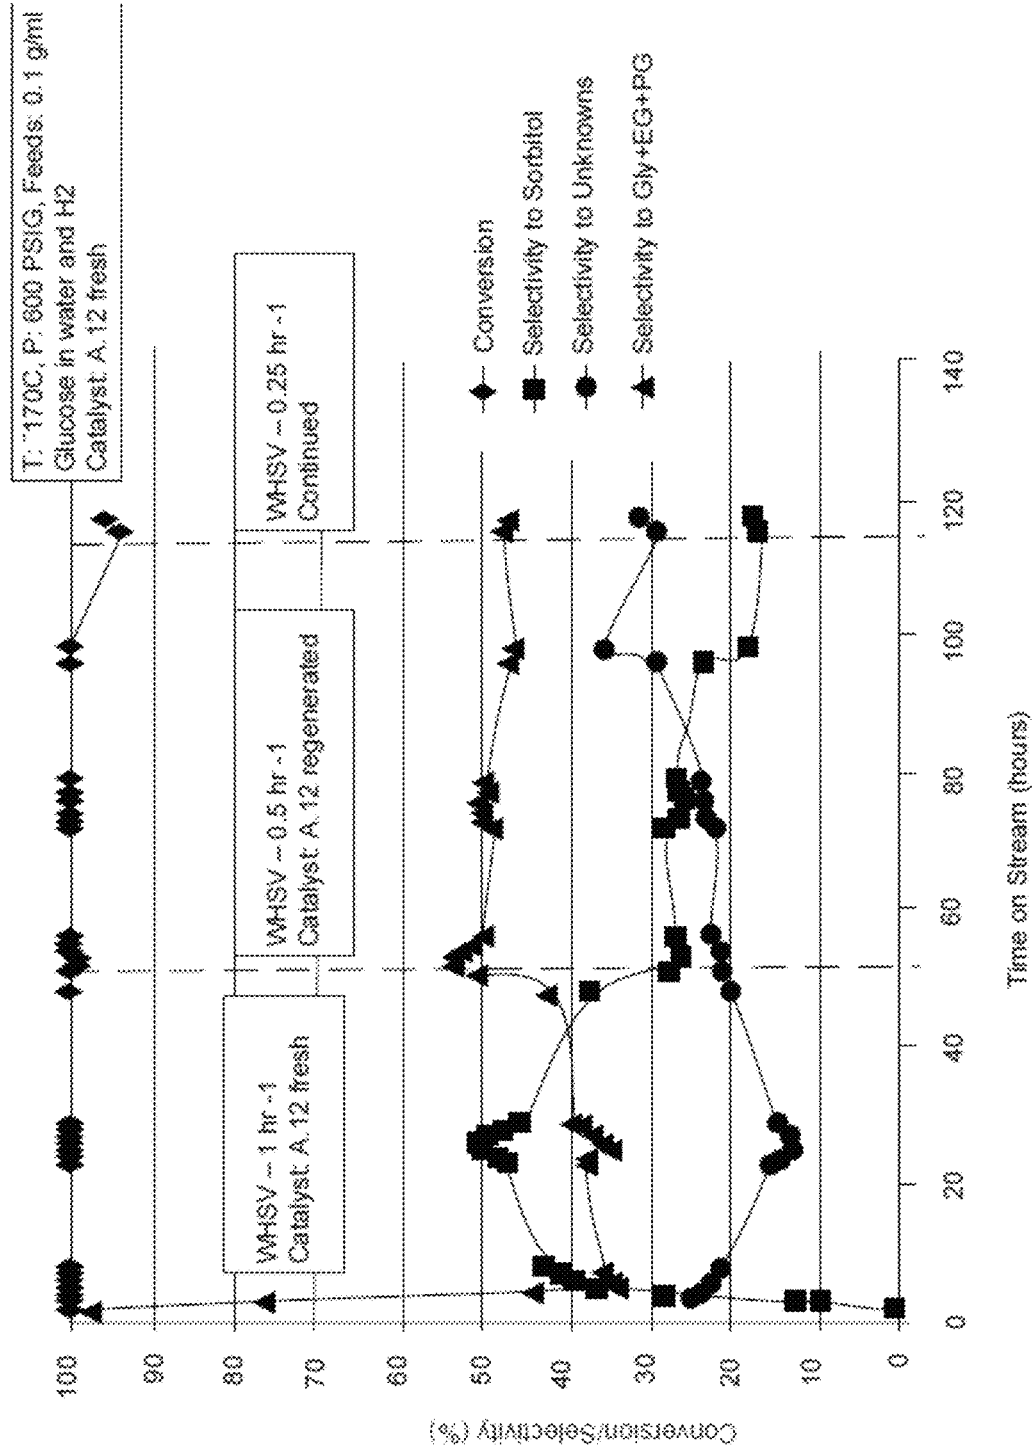 T: ~170C, P: 600 PSIG, Feeds: 0.1 g/ml
Glucose in water and H2
Catalyst: A.12 fresh
WHSV – 1 hr -1
Catalyst: A.12 fresh
WHSV – 0.5 hr -1
Catalyst: A.12 regenerated
WHSV – 0.25 hr -1
Continued
Conversion
Selectivity to Sorbitol
Selectivity to Unknowns
Selectivity to Gly+EG+PG
Conversion/Selectivity (%)
100
90
80
70
60
50
40
30
20
10
0
0
20
40
60
80
100
120
140
Time on Stream (hours)